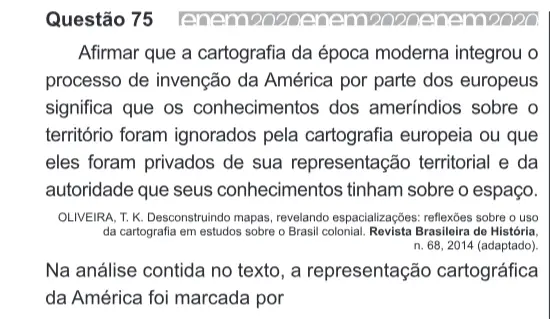 Questão 75 enem2020enem2020enem2020
Afirmar que a cartografia da época moderna integrou o
processo de invenção da América por parte dos europeus
significa que os conhecimentos dos ameríndios sobre o
território foram ignorados pela cartografia europeia ou que
eles foram privados de sua representação territorial e da
autoridade que seus conhecimentos tinham sobre o espaço.
OLIVEIRA, T. K. Desconstruindo mapas, revelando espacializações: reflexões sobre o uso
da cartografia em estudos sobre o Brasil colonial. Revista Brasileira de História,
n. 68, 2014 (adaptado).
Na análise contida no texto, a representação cartográfica
da América foi marcada por